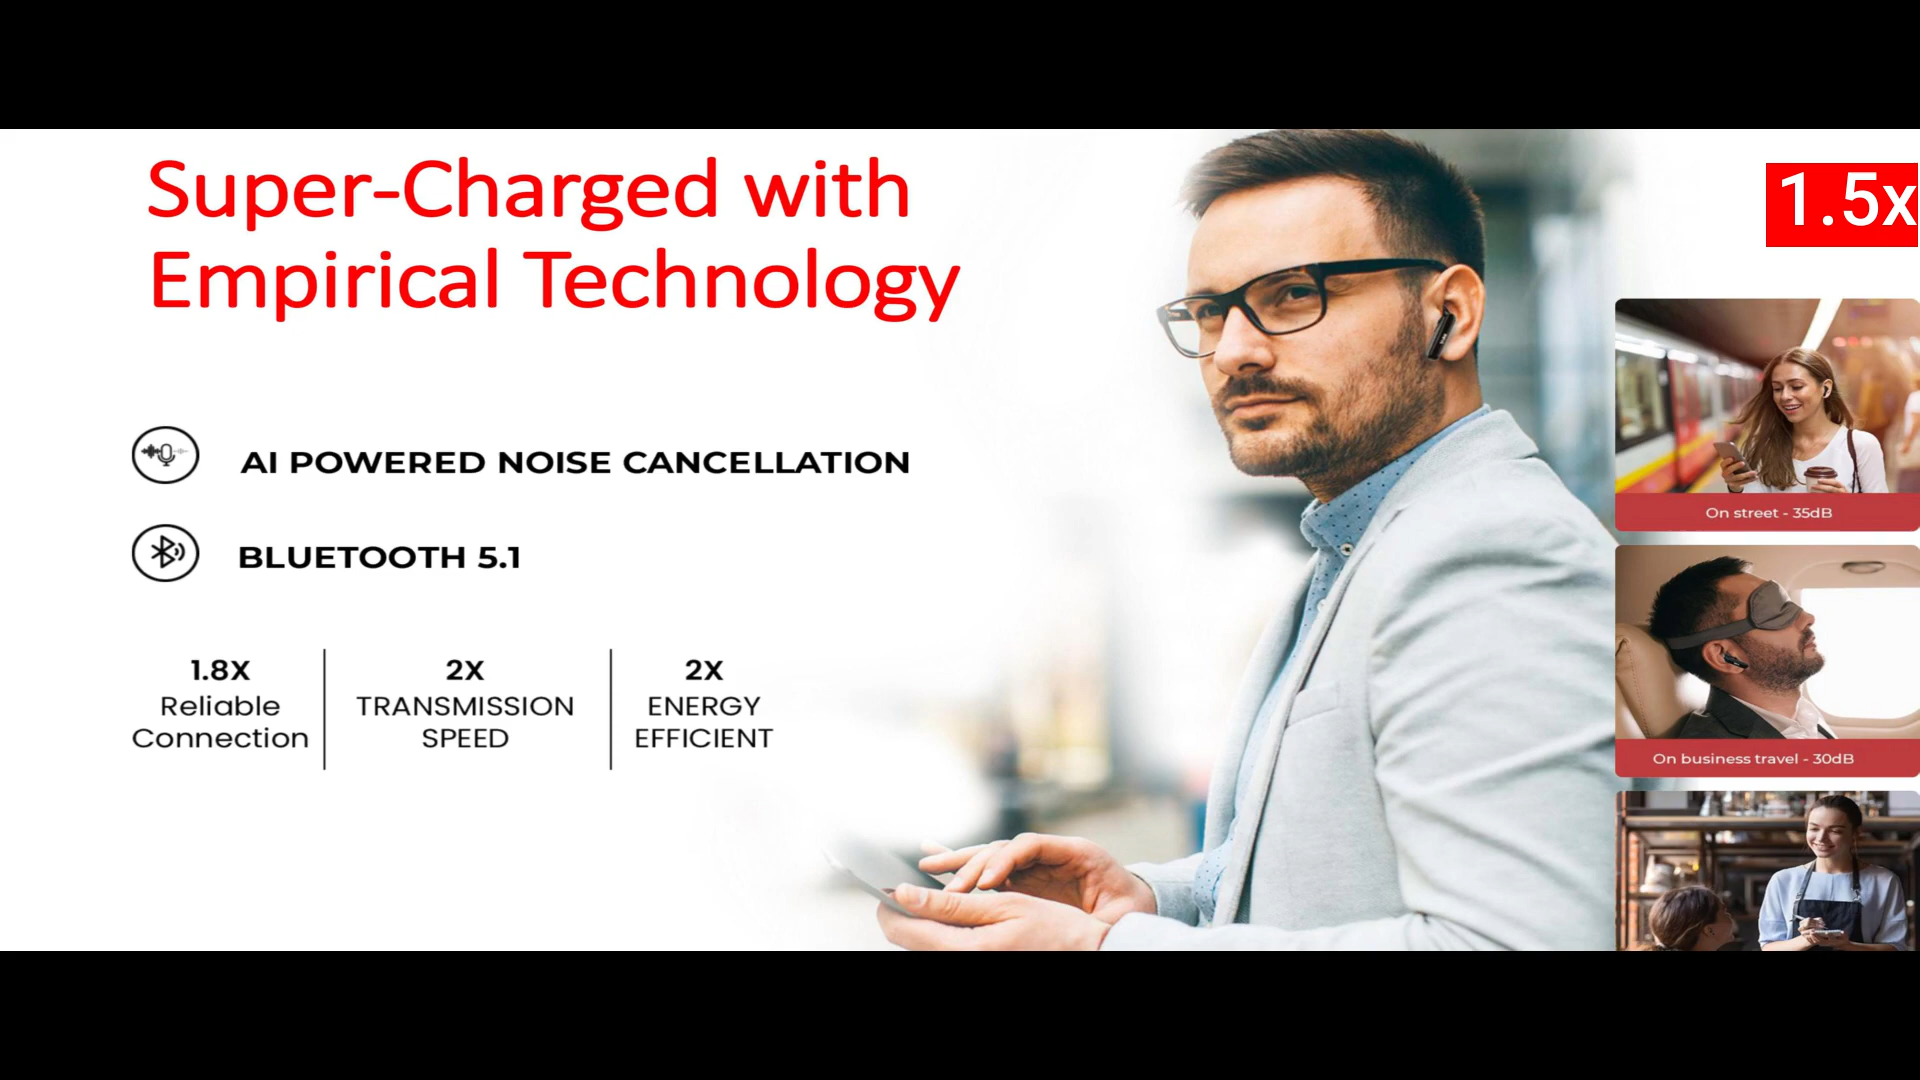 Super-Charged with
Empirical Technology
1.5x
AI POWERED NOISE CANCELLATION
BLUETOOTH 5.1
1.8X
Reliable
Connection
2X
TRANSMISSION
SPEED
2X
ENERGY
EFFICIENT
On street - 35dB
On business travel - 30dB